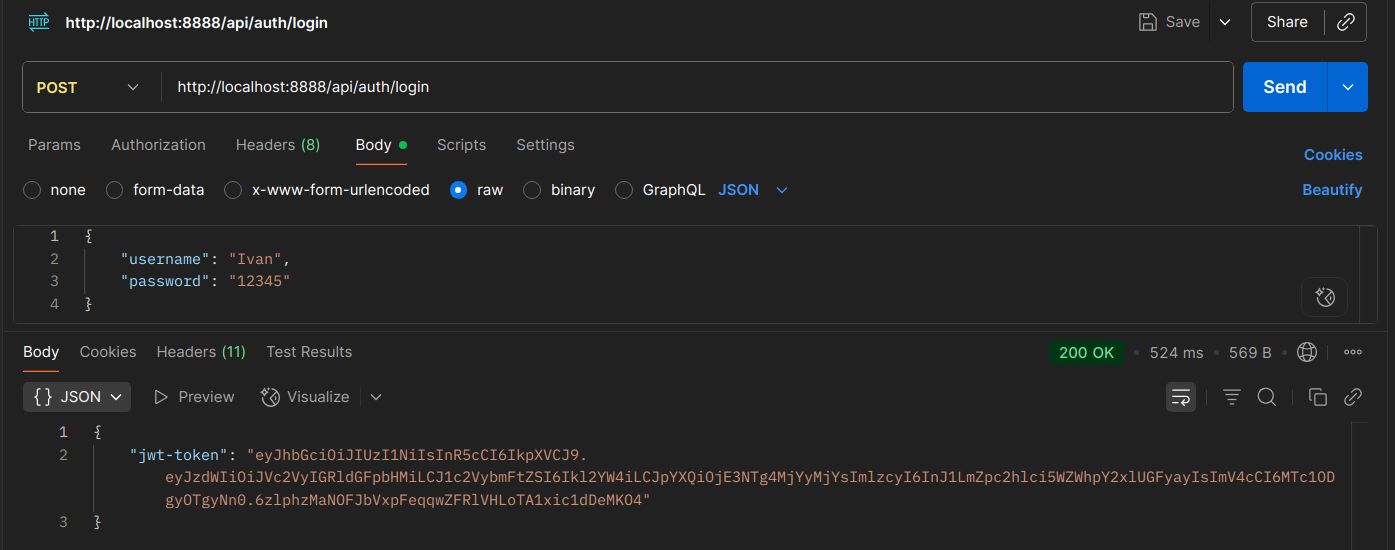 HTTP http://localhost:8888/api/auth/login Save Share
POST http://localhost:8888/api/auth/login Send
Params Authorization Headers (8) Body Scripts Settings Cookies
none form-data x-www-form-urlencoded raw binary GraphQL JSON Beautify
1 {
2 "username": "Ivan",
3 "password": "12345"
4 }
Body Cookies Headers (11) Test Results 200 OK • 524 ms • 569 B •
{} JSON Preview Visualize
1 {
2 "jwt-token": "eyJhbGciOiJIUzI1NiIsInR5cCI6IkpXVCJ9.
eyJzdWIiOiJVc2VyIGRldGFpbHMiLCJ1c2VybmFtZSI6Ikl2YW4iLCJpYXQiOjE3NTg4MjYyMjYsImlzcyI6InJ1LmZpc2hlci5WZWhpY2xlUGFyayIsImV4cCI6MTc1OD
gyOTgyNn0.6zlphzMaNOFJbVxpFeqqwZFRlVHLoTA1xic1dDeMKO4"
3 }